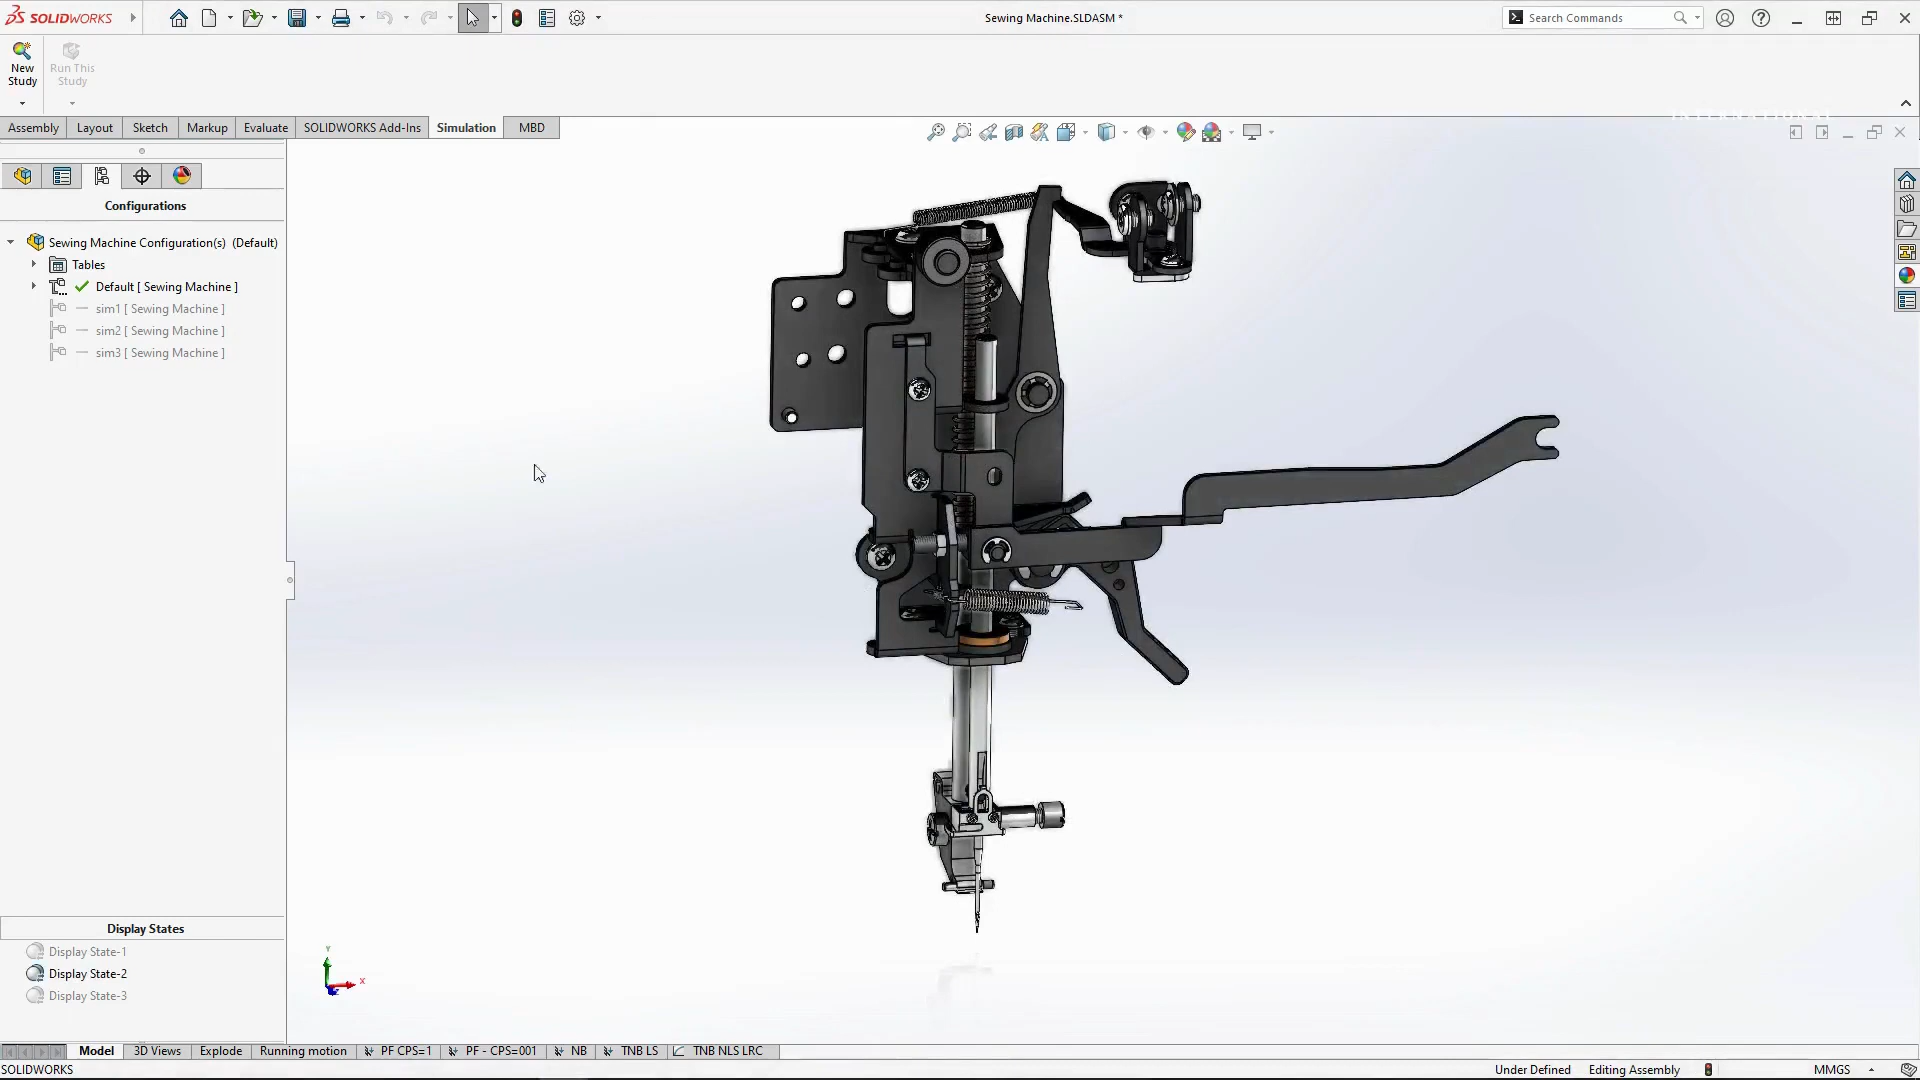 SOLIDWORKS
Sewing Machine.SLDASM *
Search Commands
New
Study
Run This
Study
INTERNATIONAL
Assembly
Layout
Sketch
Markup
Evaluate
SOLIDWORKS Add-Ins
Simulation
MBD
Configurations
Sewing Machine Configuration(s) (Default)
Tables
Default [ Sewing Machine ]
sim1 [ Sewing Machine ]
sim2 [ Sewing Machine ]
sim3 [ Sewing Machine ]
Display States
Display State-1
Display State-2
Display State-3
Y
X
Model
3D Views
Explode
Running motion
PF CPS=1
PF - CPS=001
NB
TNB LS
TNB NLS LRC
SOLIDWORKS
Under Defined
Editing Assembly
MMGS